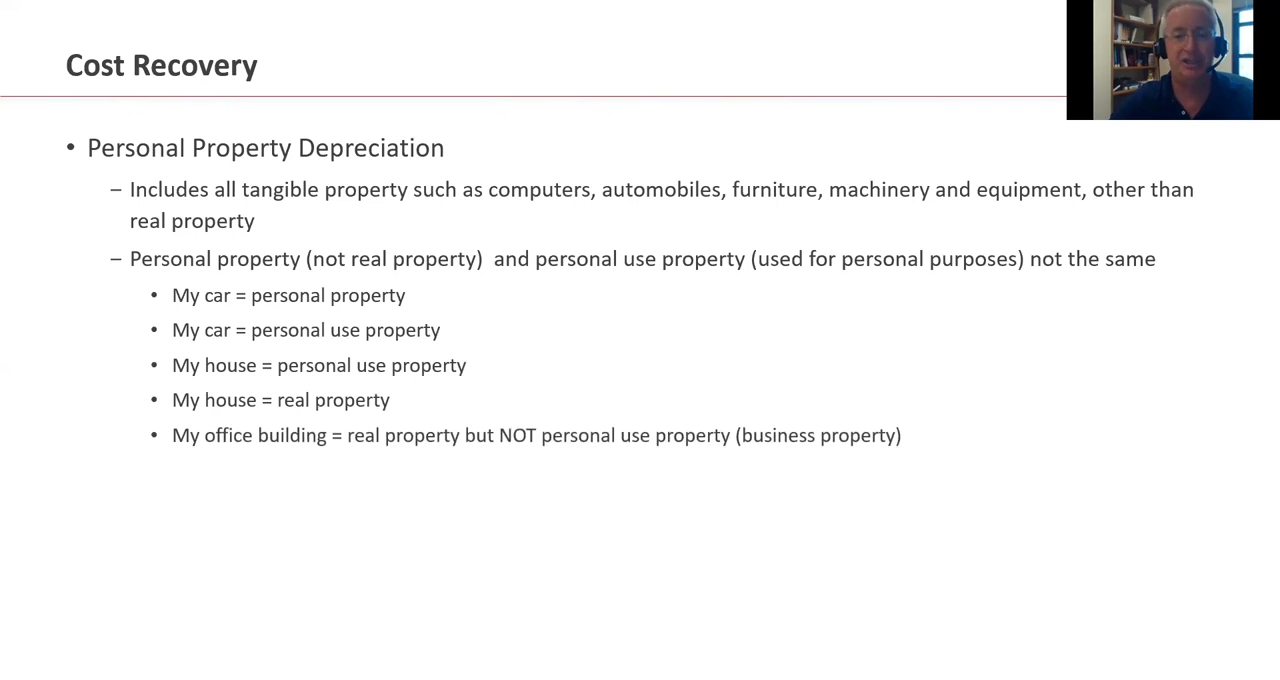 Cost Recovery
• Personal Property Depreciation
– Includes all tangible property such as computers, automobiles, furniture, machinery and equipment, other than
real property
– Personal property (not real property)  and personal use property (used for personal purposes) not the same
• My car = personal property
• My car = personal use property
• My house = personal use property
• My house = real property
• My office building = real property but NOT personal use property (business property)